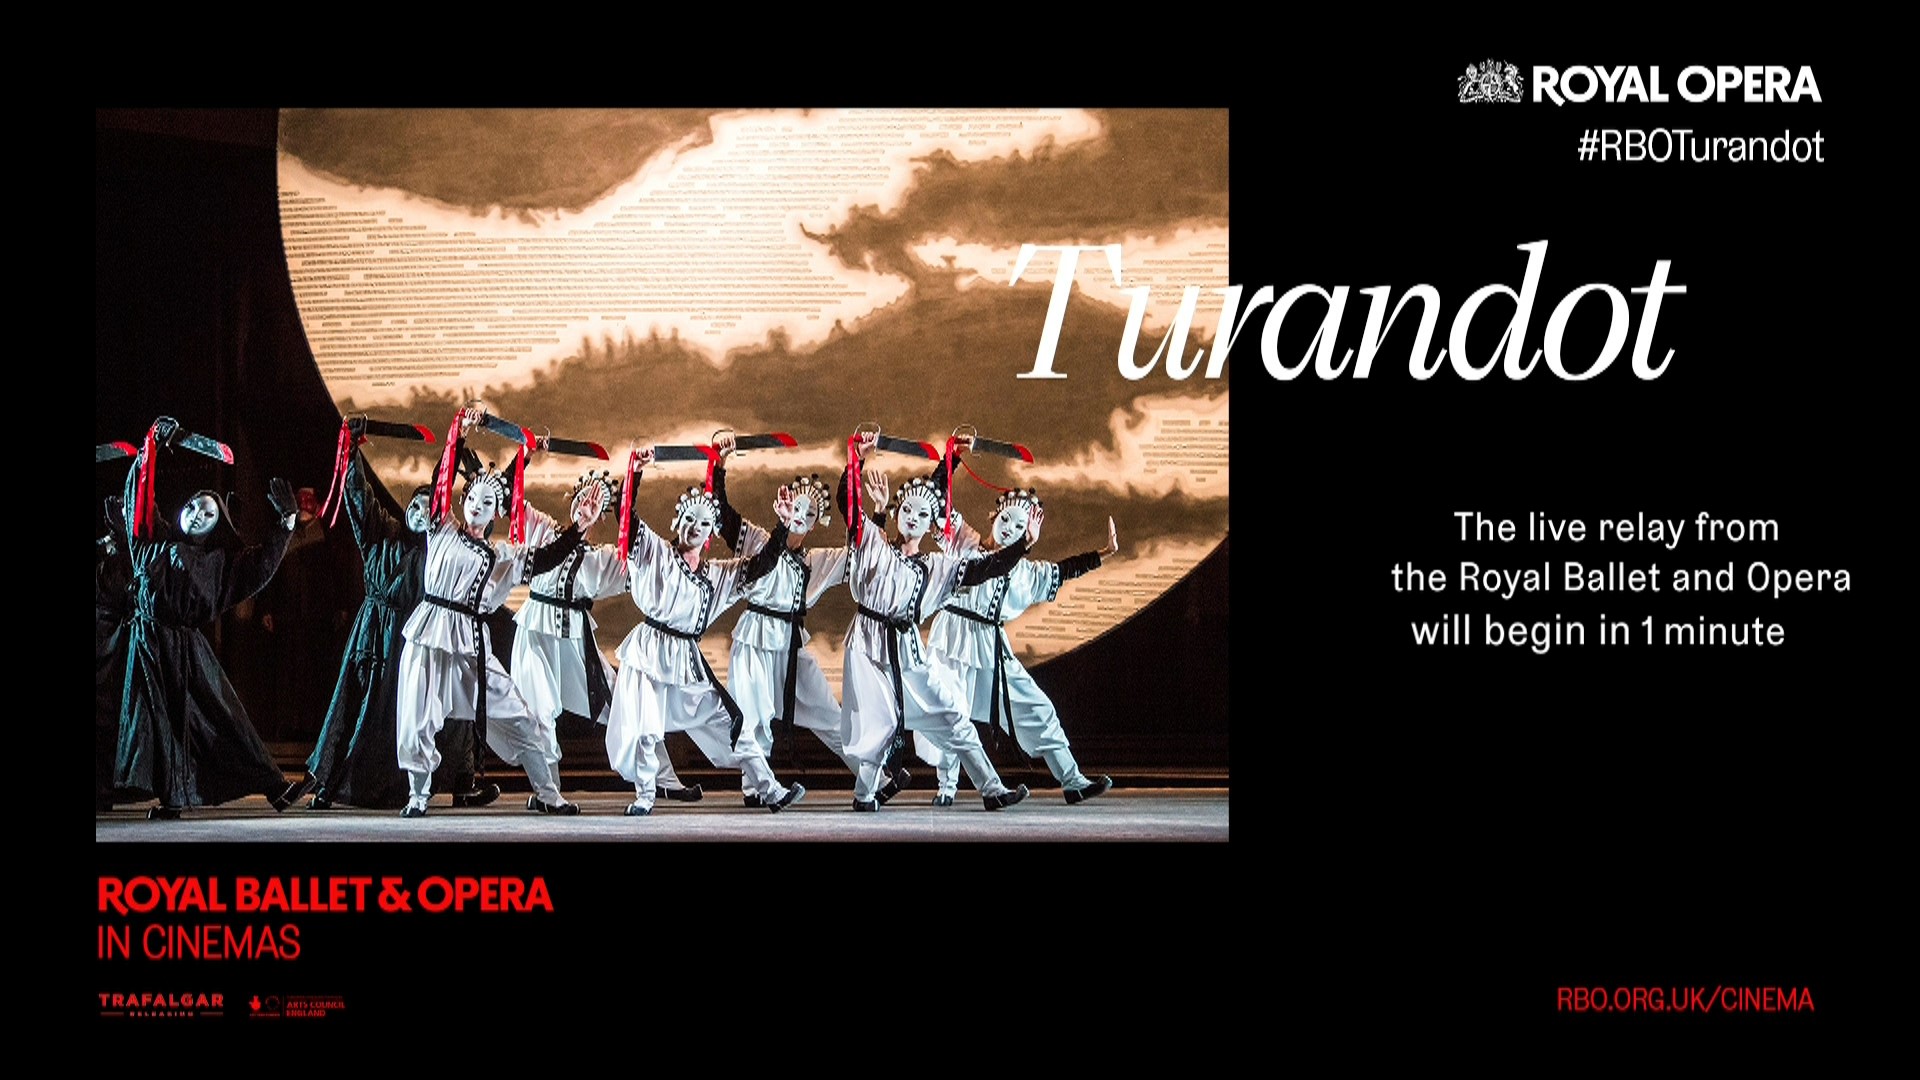 ROYAL OPERA
#RBOTurandot
Turandot
The live relay from
the Royal Ballet and Opera
will begin in 1 minute
ROYAL BALLET & OPERA
IN CINEMAS
TRAFALGAR
RELEASING
ARTS COUNCIL
ENGLAND
RBO.ORG.UK/CINEMA